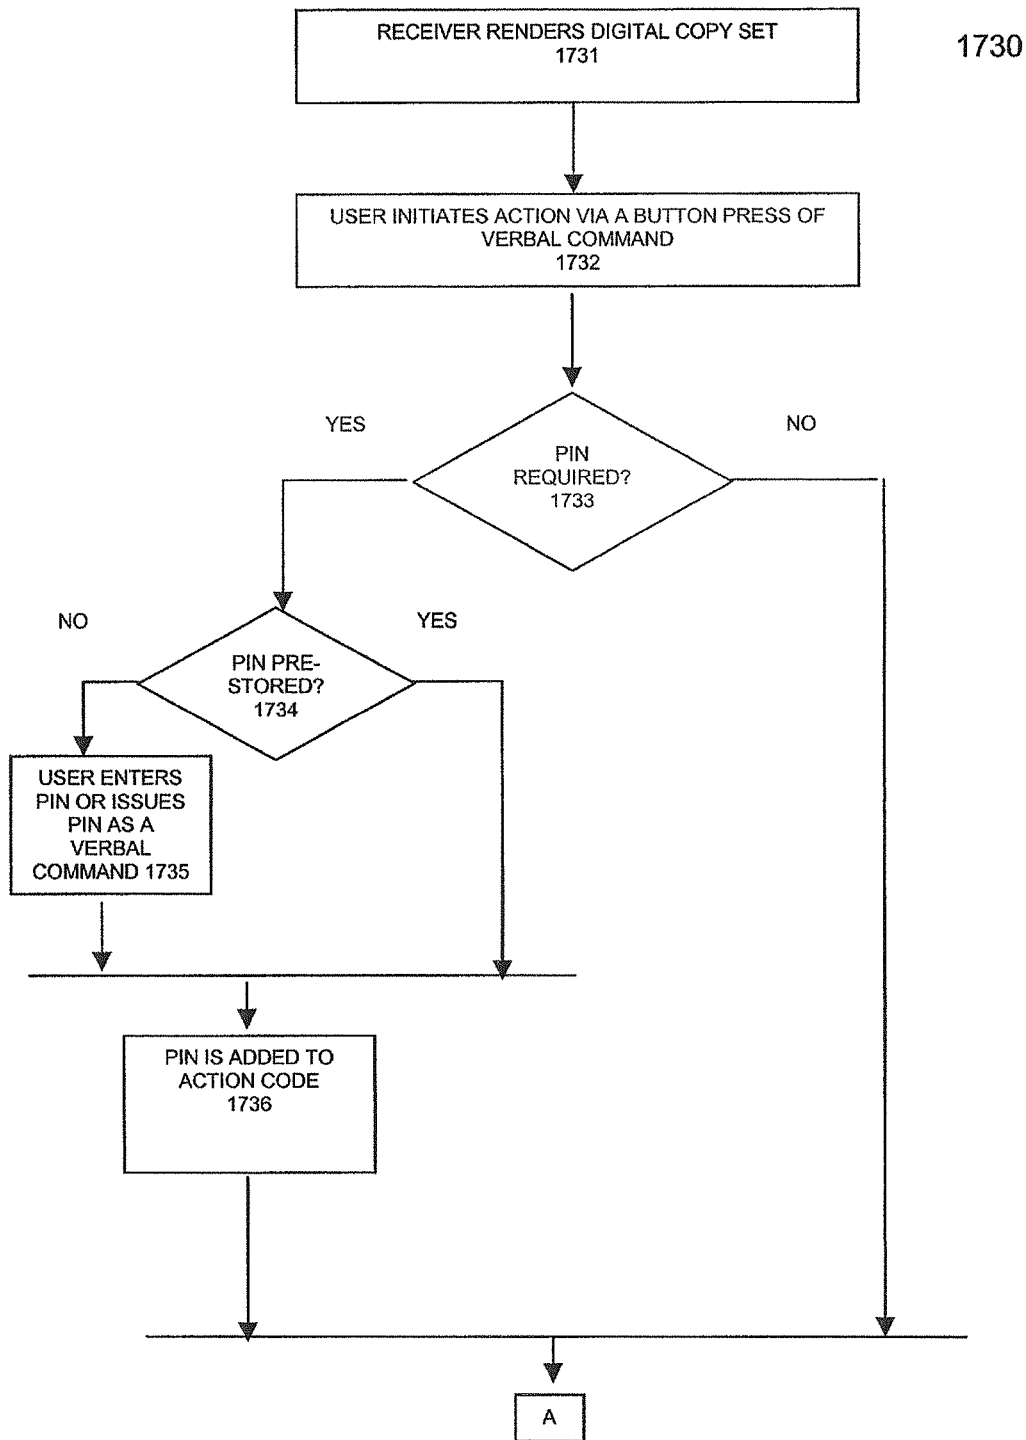 RECEIVER RENDERS DIGITAL COPY SET
1731
1730
USER INITIATES ACTION VIA A BUTTON PRESS OF
VERBAL COMMAND
1732
YES
NO
PIN
REQUIRED?
1733
NO
YES
PIN PRE-
STORED?
1734
USER ENTERS
PIN OR ISSUES
PIN AS A
VERBAL
COMMAND 1735
PIN IS ADDED TO
ACTION CODE
1736
A